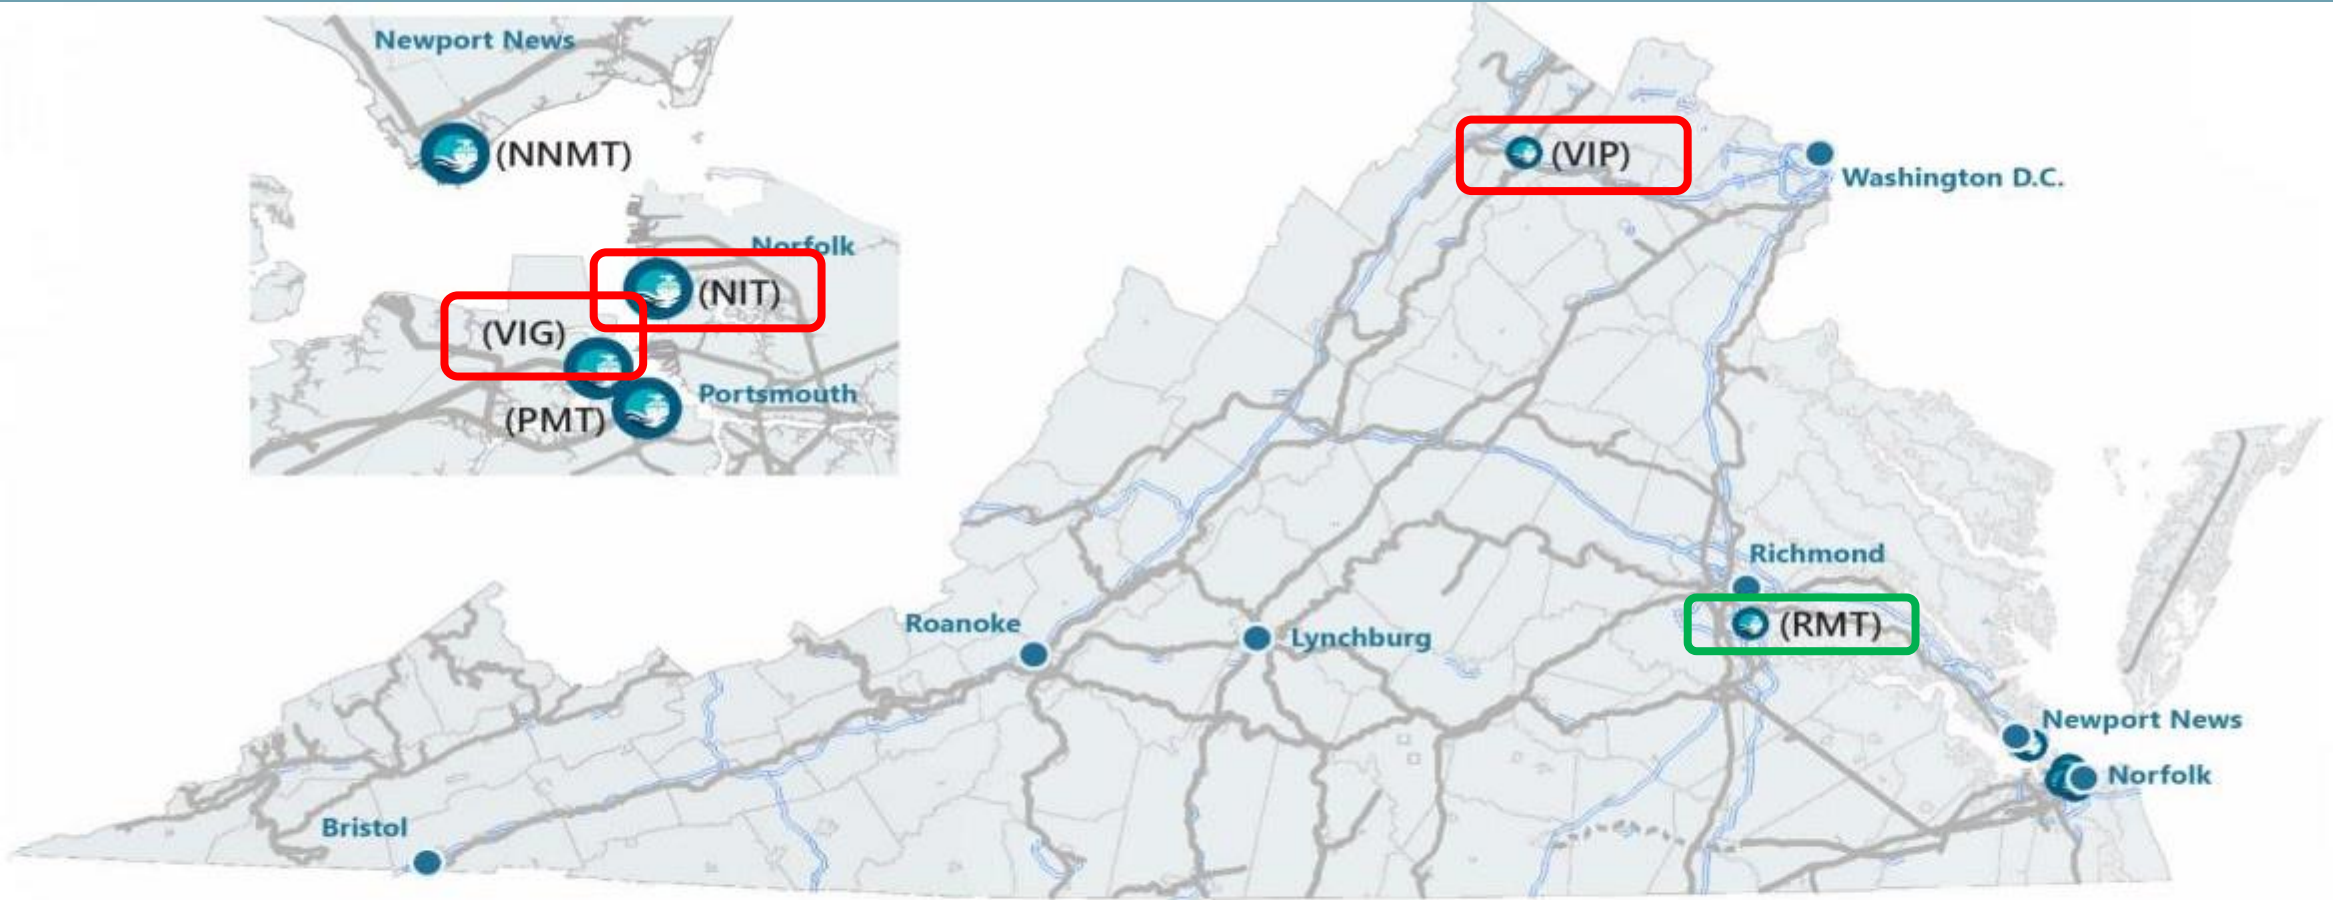 Newport News
(NNMT)
Norfolk
(NIT)
(VIG)
Portsmouth
(PMT)
(VIP)
Washington D.C.
Richmond
(RMT)
Roanoke
Lynchburg
Newport News
Norfolk
Bristol